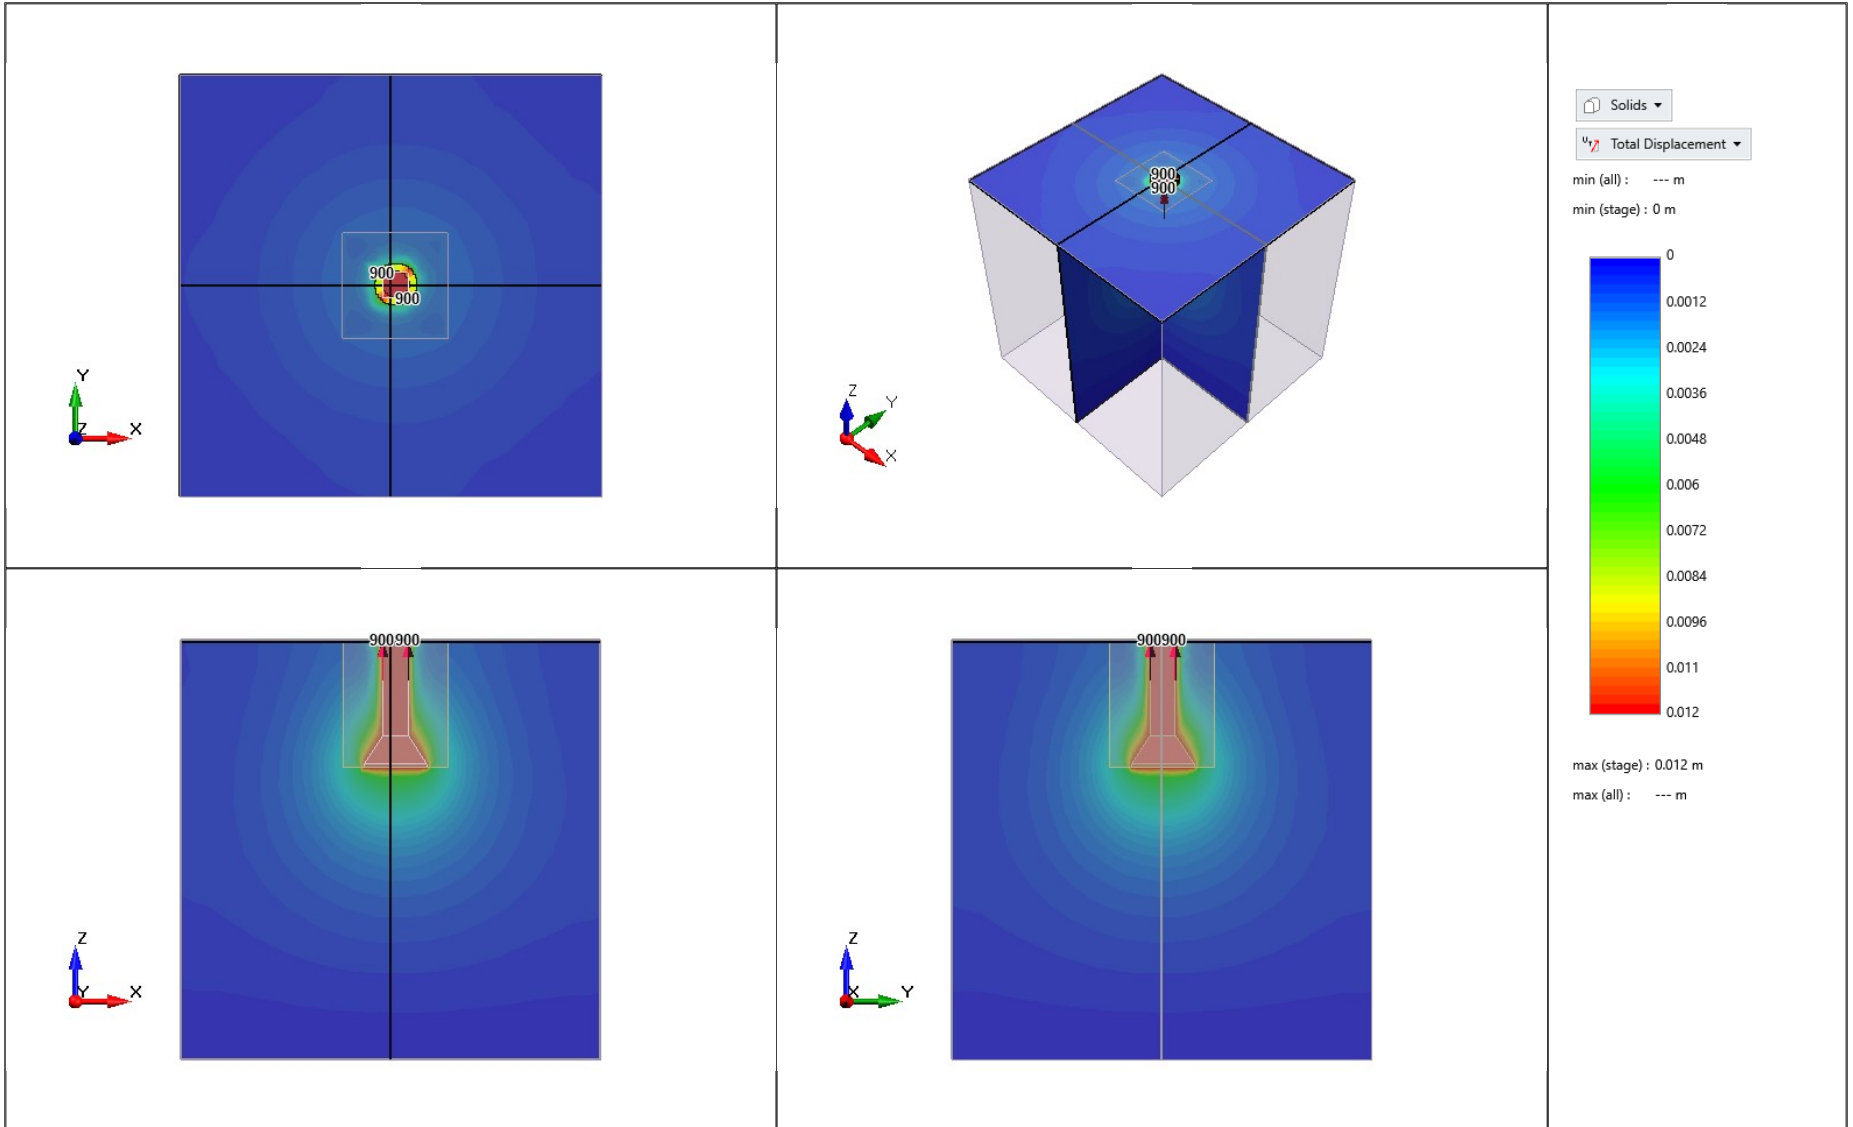 900
900
Y
Z
X
900
900
Z
Y
X
Solids
Total Displacement
min (all) : --- m
min (stage) : 0 m
0
0.0012
0.0024
0.0036
0.0048
0.006
0.0072
0.0084
0.0096
0.011
0.012
max (stage) : 0.012 m
max (all) : --- m
900900
Z
Y
X
900900
Z
X
Y